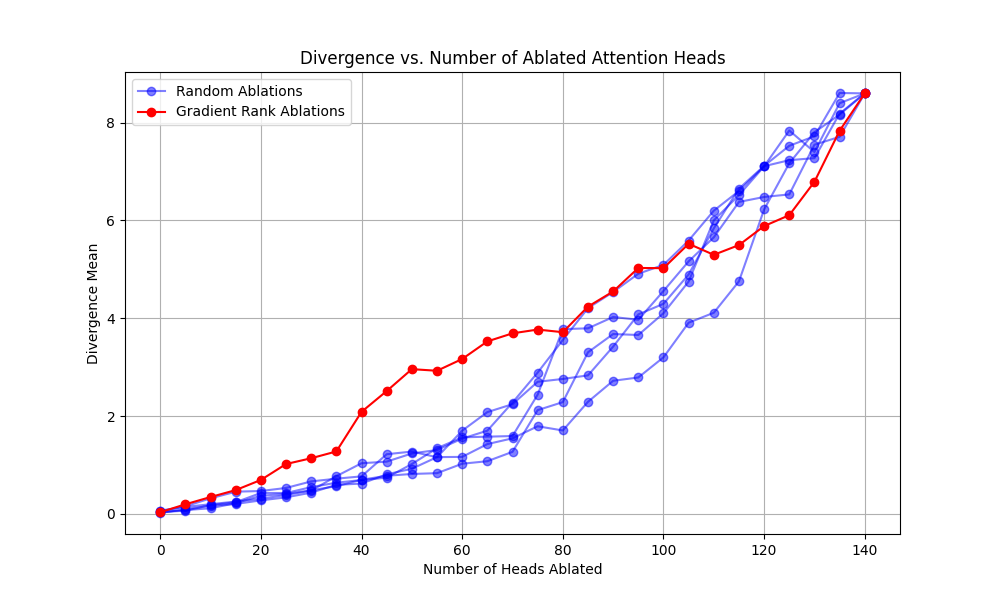 Divergence vs. Number of Ablated Attention Heads
Random Ablations
Gradient Rank Ablations
Divergence Mean
8
6
4
2
0
0 20 40 60 80 100 120 140
Number of Heads Ablated